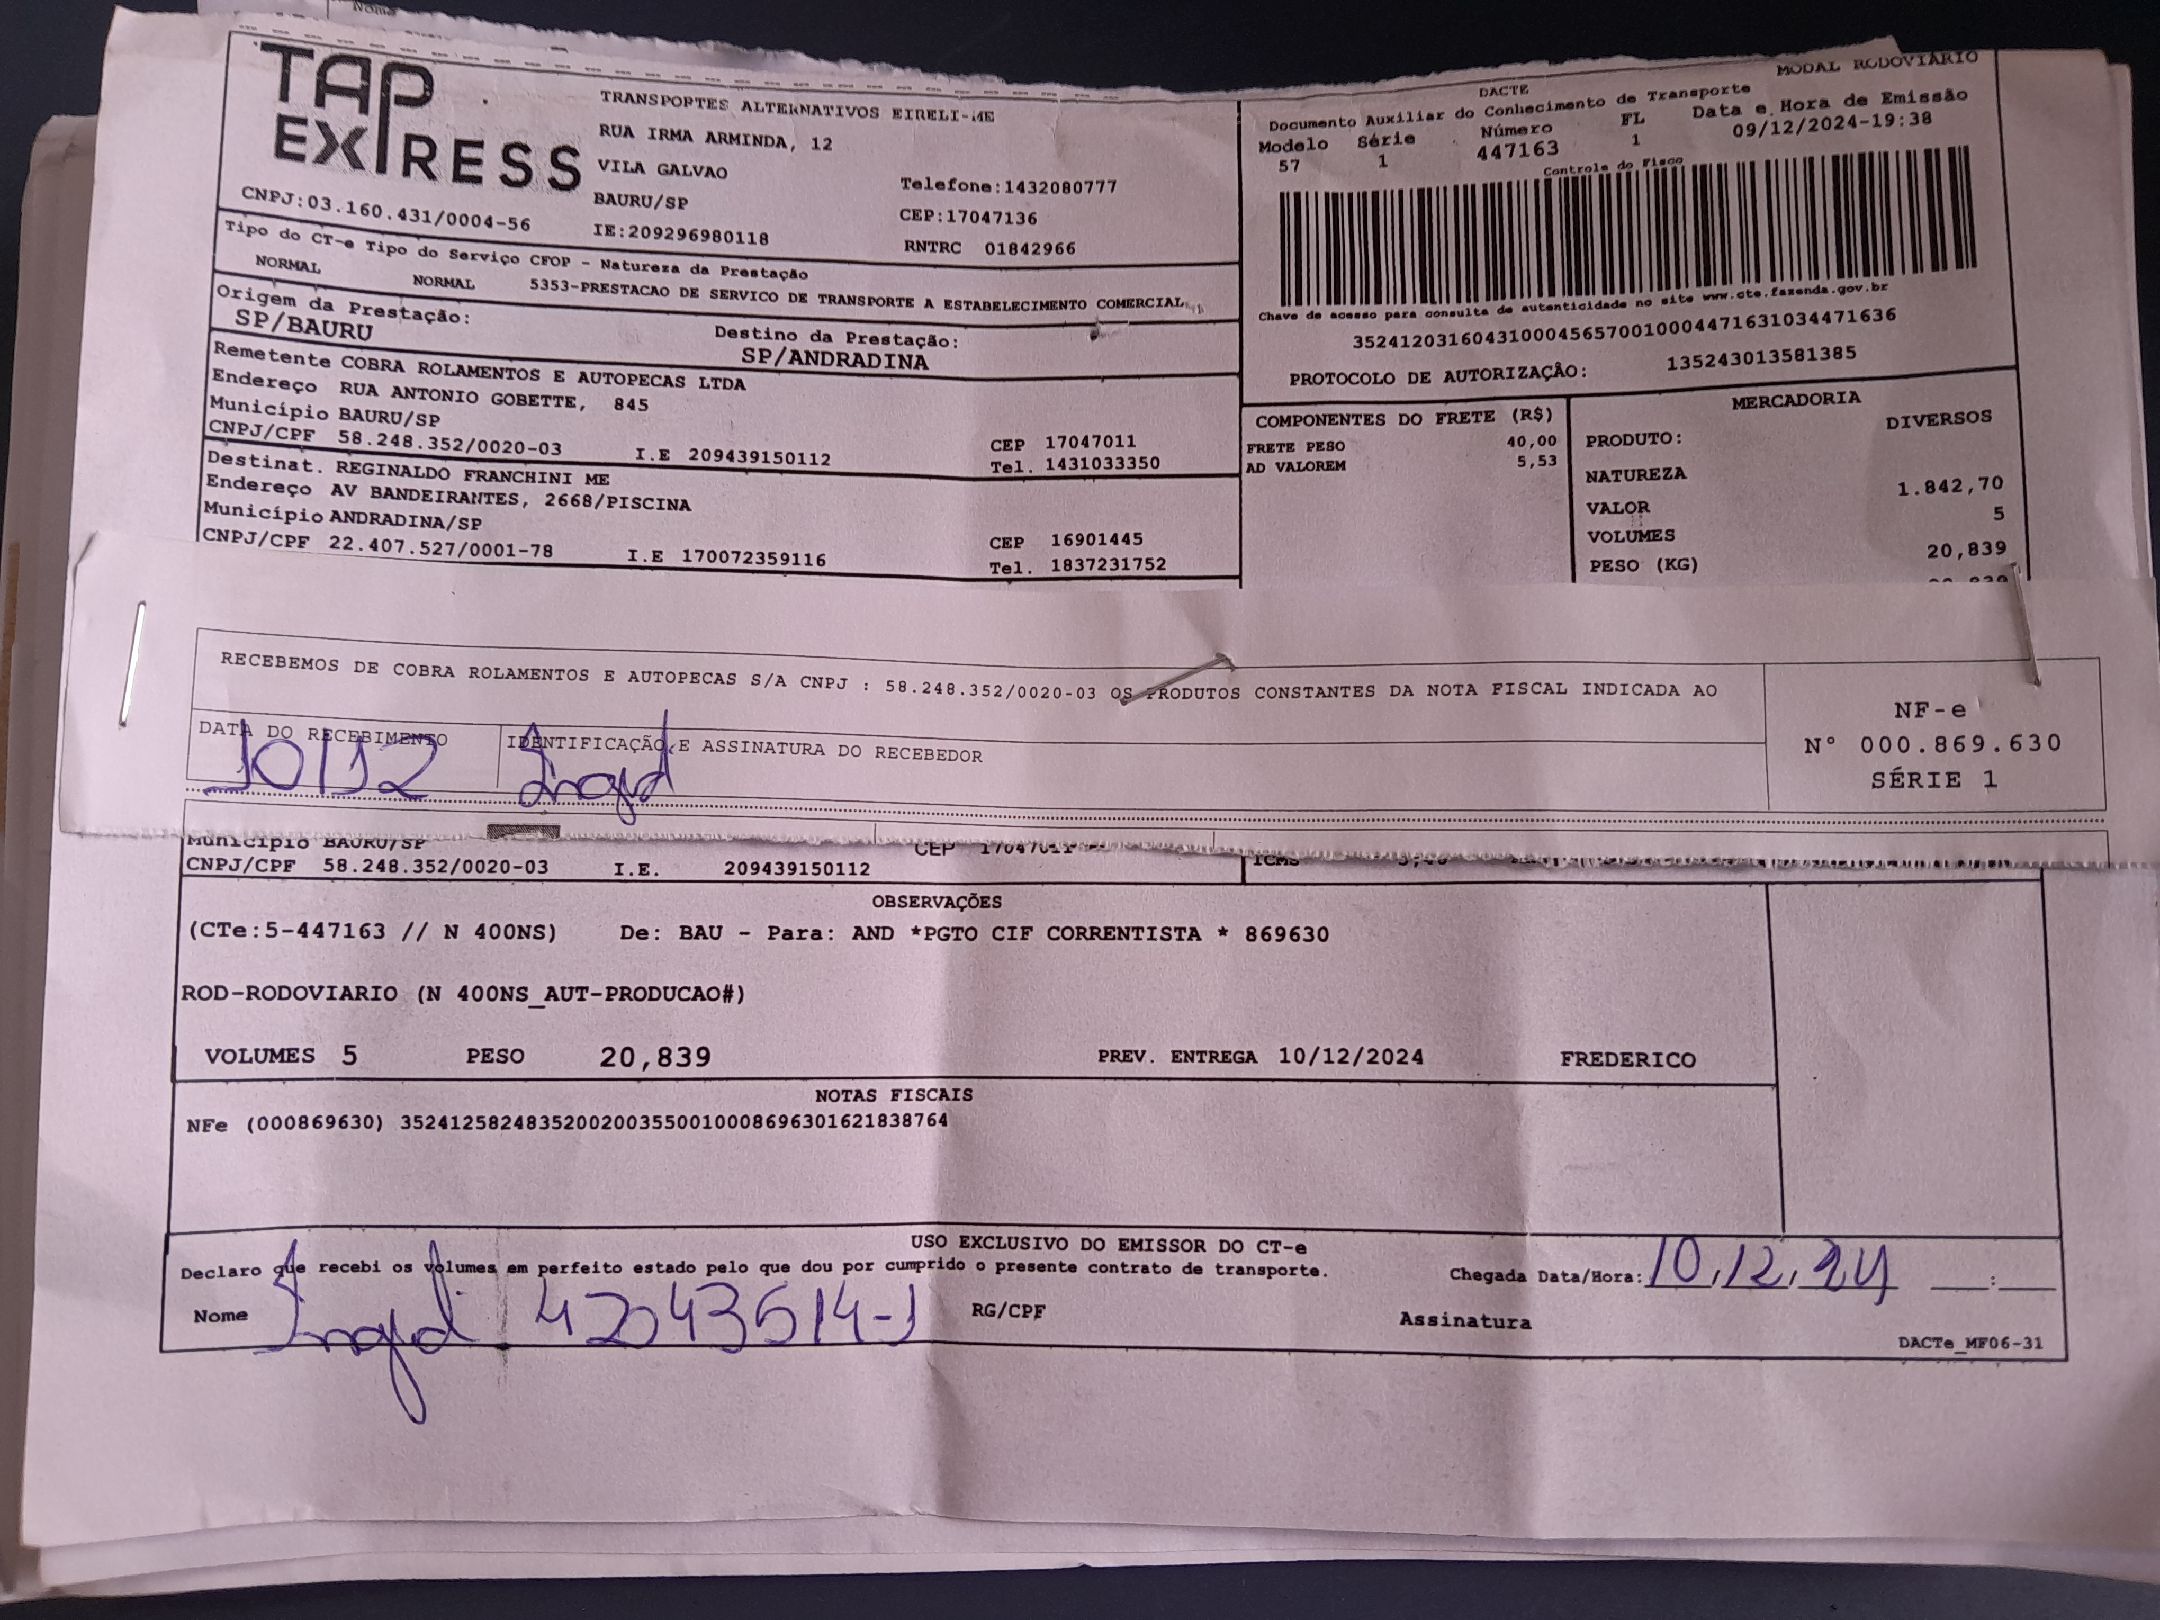 Nome
TAP EXPRESS
CNPJ:03.160.431/0004-56
TRANSPORTES ALTERNATIVOS EIRELI-ME
RUA IRMA ARMINDA, 12
VILA GALVAO
BAURU/SP
IE:209296980118
Telefone:1432080777
CEP:17047136
RNTRC 01842966
Tipo do CT-e Tipo do Serviço CFOP - Natureza da Prestação
NORMAL NORMAL 5353-PRESTACAO DE SERVICO DE TRANSPORTE A ESTABELECIMENTO COMERCIAL
Origem da Prestação: Destino da Prestação:
SP/BAURU SP/ANDRADINA
Remetente COBRA ROLAMENTOS E AUTOPECAS LTDA
Endereço RUA ANTONIO GOBETTE, 845
Município BAURU/SP CEP 17047011
CNPJ/CPF 58.248.352/0020-03 I.E 209439150112 Tel. 1431033350
Destinat. REGINALDO FRANCHINI ME
Endereço AV BANDEIRANTES, 2668/PISCINA
Município ANDRADINA/SP CEP 16901445
CNPJ/CPF 22.407.527/0001-78 I.E 170072359116 Tel. 1837231752
DACTE MODAL RODOVIÁRIO
Documento Auxiliar do Conhecimento de Transporte
Modelo Série Número FL Data e Hora de Emissão
57 1 447163 1 09/12/2024-19:38
Controle do Fisco
Chave de acesso para consulta de autenticidade no site www.cte.fazenda.gov.br
35241203160431000456570010004471631034471636
PROTOCOLO DE AUTORIZAÇÂO: 135243013581385
COMPONENTES DO FRETE (R$)
FRETE PESO 40,00
AD VALOREM 5,53
MERCADORIA
PRODUTO: DIVERSOS
NATUREZA
VALOR 1.842,70
VOLUMES 5
PESO (KG) 20,839
RECEBEMOS DE COBRA ROLAMENTOS E AUTOPECAS S/A CNPJ : 58.248.352/0020-03 OS PRODUTOS CONSTANTES DA NOTA FISCAL INDICADA AO
DATA DO RECEBIMENTO IDENTIFICAÇÃO E ASSINATURA DO RECEBEDOR
10/12 Ingrid
NF-e
N° 000.869.630
SÉRIE 1
Município BAURU/SP CEP 17047011
CNPJ/CPF 58.248.352/0020-03 I.E. 209439150112 ICMS
OBSERVAÇÕES
(CTe:5-447163 // N 400NS) De: BAU - Para: AND *PGTO CIF CORRENTISTA * 869630
ROD-RODOVIARIO (N 400NS_AUT-PRODUCAO#)
VOLUMES 5 PESO 20,839 PREV. ENTREGA 10/12/2024 FREDERICO
NOTAS FISCAIS
NFe (000869630) 35241258248352002003550010008696301621838764
USO EXCLUSIVO DO EMISSOR DO CT-e
Declaro que recebi os volumes em perfeito estado pelo que dou por cumprido o presente contrato de transporte. Chegada Data/Hora: 10.12.24 __:__
Nome Ingrid 42043514-1 RG/CPF Assinatura
DACTe_MF06-31